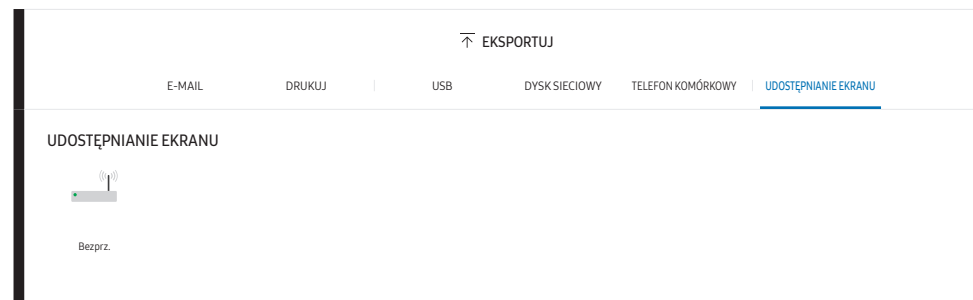 EKSPORTUJ
E-MAIL DRUKUJ USB DYSK SIECIOWY TELEFON KOMÓRKOWY UDOSTĘPNIANIE EKRANU
UDOSTĘPNIANIE EKRANU
Bezprz.